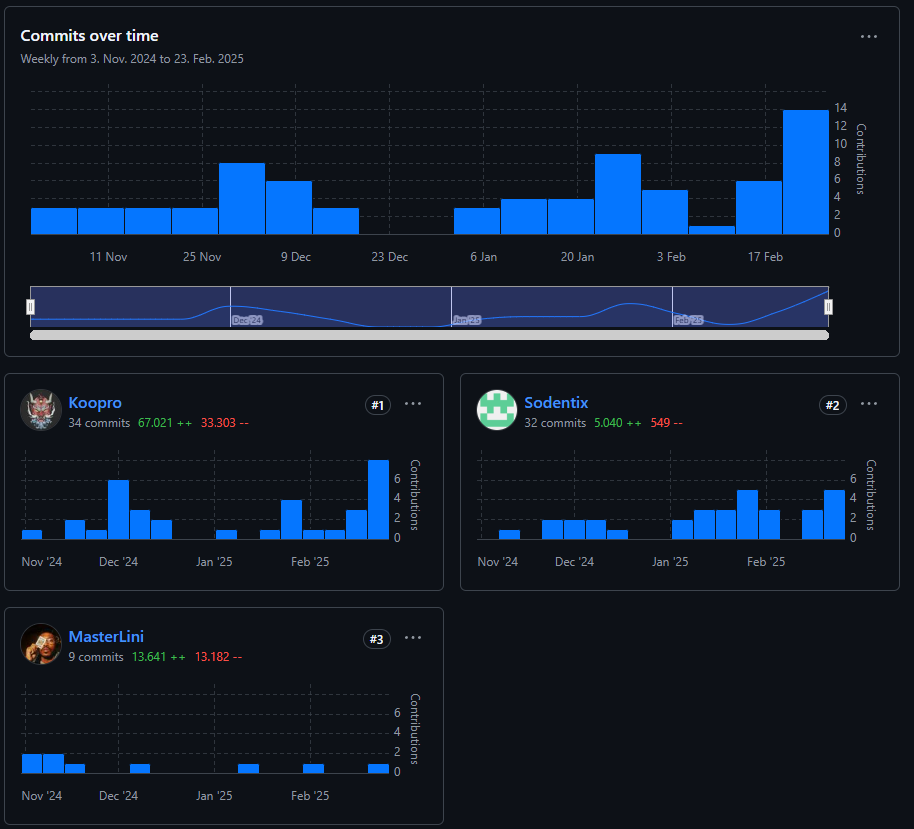 Commits over time
Weekly from 3. Nov. 2024 to 23. Feb. 2025
14
12
10
8
6
4
2
0
Contributions
11 Nov 25 Nov 9 Dec 23 Dec 6 Jan 20 Jan 3 Feb 17 Feb
Dec '24 Jan '25 Feb '25
Koopro #1
34 commits 67.021 ++ 33.303 --
6
4
2
0
Contributions
Nov '24 Dec '24 Jan '25 Feb '25
Sodentix #2
32 commits 5.040 ++ 549 --
6
4
2
0
Contributions
Nov '24 Dec '24 Jan '25 Feb '25
MasterLini #3
9 commits 13.641 ++ 13.182 --
6
4
2
0
Contributions
Nov '24 Dec '24 Jan '25 Feb '25